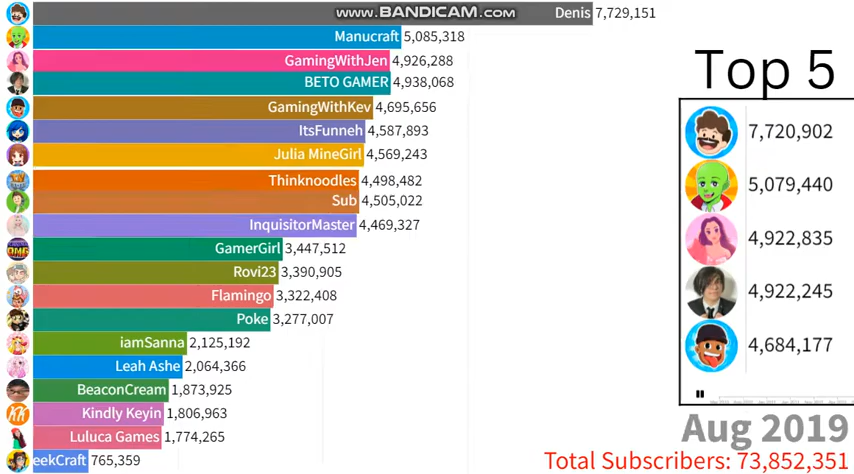 www.BANDICAM.com
Denis 7,729,151
Manucraft 5,085,318
GamingWithJen 4,926,288
BETO GAMER 4,938,068
GamingWithKev 4,695,656
ItsFunneh 4,587,893
Julia MineGirl 4,569,243
Thinknoodles 4,498,482
Sub 4,505,022
InquisitorMaster 4,469,327
GamerGirl 3,447,512
Rovi23 3,390,905
Flamingo 3,322,408
Poke 3,277,007
iamSanna 2,125,192
Leah Ashe 2,064,366
BeaconCream 1,873,925
Kindly Keyin 1,806,963
Luluca Games 1,774,265
eekCraft 765,359
Top 5
7,720,902
5,079,440
4,922,835
4,922,245
4,684,177
Aug 2019
Total Subscribers: 73,852,351